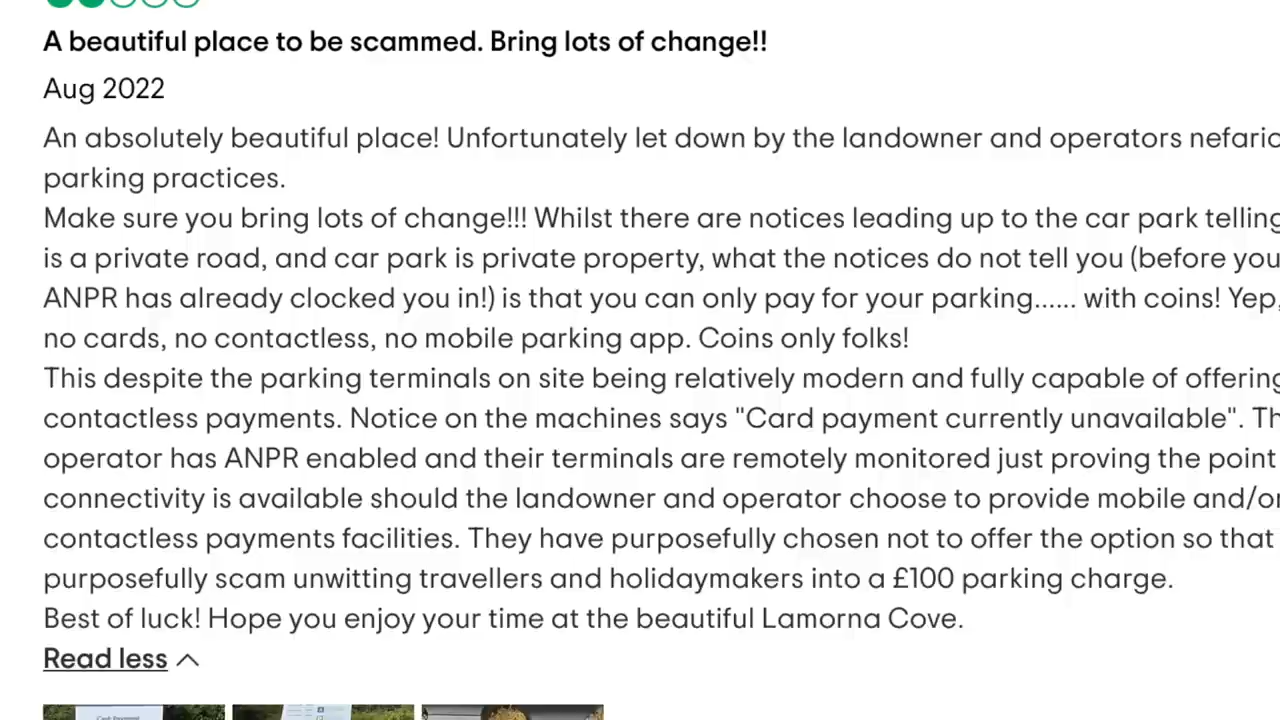 A beautiful place to be scammed. Bring lots of change!!
Aug 2022
An absolutely beautiful place! Unfortunately let down by the landowner and operators
parking practices.
Make sure you bring lots of change!!! Whilst there are notices leading up to the car park telling
is a private road, and car park is private property, what the notices do not tell you (before you
ANPR has already clocked you in!) is that you can only pay for your parking...... with coins! Yep,
no cards, no contactless, no mobile parking app. Coins only folks!
This despite the parking terminals on site being relatively modern and fully capable of offering
contactless payments. Notice on the machines says "Card payment currently unavailable".
operator has ANPR enabled and their terminals are remotely monitored just proving the point
connectivity is available should the landowner and operator choose to provide mobile and/or
contactless payments facilities. They have purposefully chosen not to offer the option so that
purposefully scam unwitting travellers and holidaymakers into a £100 parking charge.
Best of luck! Hope you enjoy your time at the beautiful Lamorna Cove.
Read less